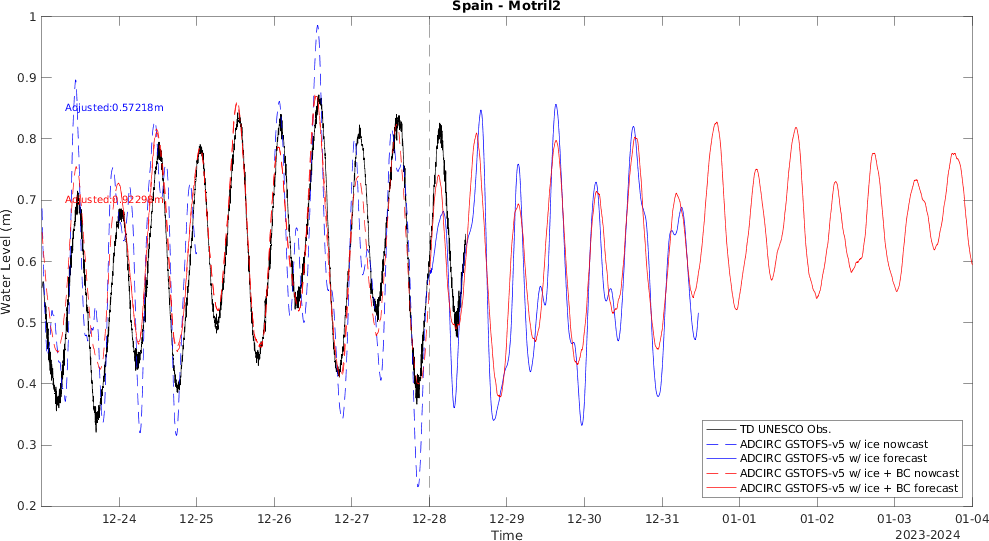 Spain - Motril2
1
0.9
0.8
0.7
0.6
0.5
0.4
0.3
0.2
Water Level (m)
Adjusted:0.57218m
Adjusted:0.92298m
TD UNESCO Obs.
ADCIRC GSTOFS-v5 w/ ice nowcast
ADCIRC GSTOFS-v5 w/ ice forecast
ADCIRC GSTOFS-v5 w/ ice + BC nowcast
ADCIRC GSTOFS-v5 w/ ice + BC forecast
12-24 12-25 12-26 12-27 12-28 12-29 12-30 12-31 01-01 01-02 01-03 01-04
Time
2023-2024